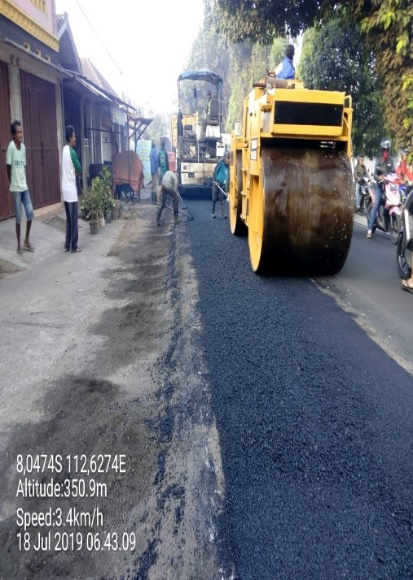 8,0474S 112,6274E
Altitude:350.9m
Speed:3.4km/h
18 Jul 2019 06.43.09